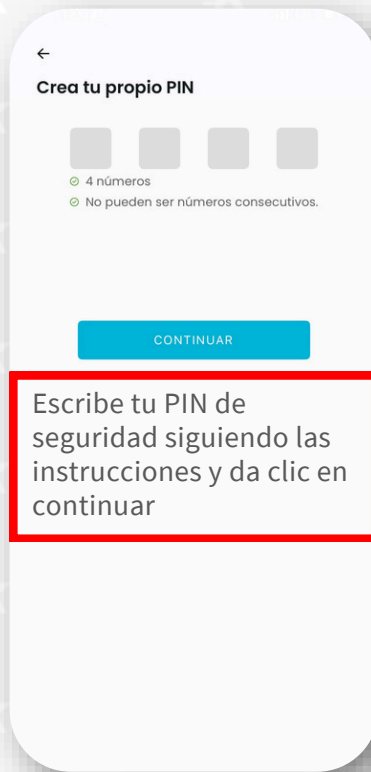 Crea tu propio PIN
4 números
No pueden ser números consecutivos.
CONTINUAR
Escribe tu PIN de
seguridad siguiendo las
instrucciones y da clic en
continuar